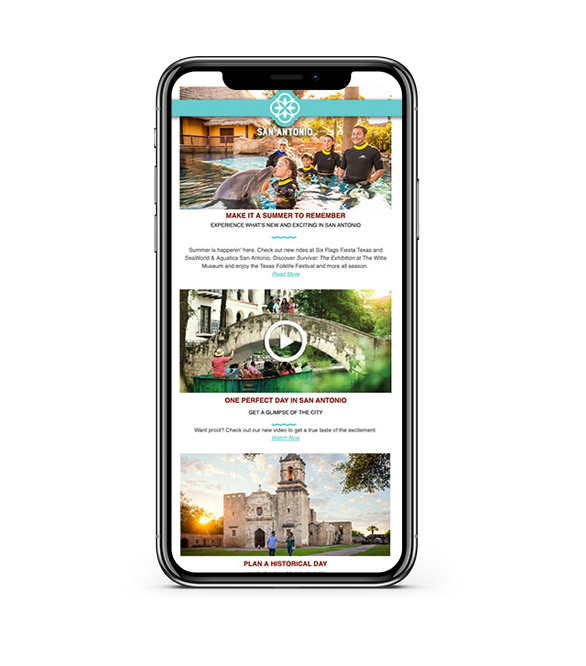 SAN ANTONIO
MAKE IT A SUMMER TO REMEMBER
EXPERIENCE WHAT'S NEW AND EXCITING IN SAN ANTONIO
Summer is happenin' here. Check out new rides at Six Flags Fiesta Texas and
SeaWorld & Aquatica San Antonio. Discover Survival: The Exhibition at The Witte
Museum and enjoy the Texas Folklife Festival and more all season.
Read More
ONE PERFECT DAY IN SAN ANTONIO
GET A GLIMPSE OF THE CITY
Want proof? Check out our new video to get a true taste of the excitement.
Watch Now
PLAN A HISTORICAL DAY